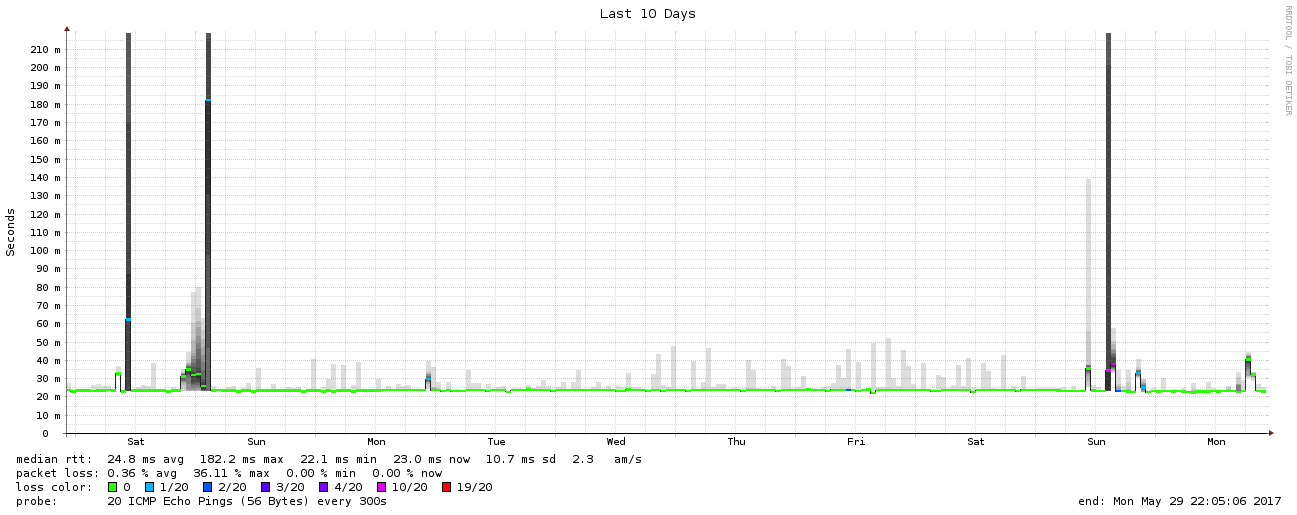 Last 10 Days
RRDTOOL / TOBI OETIKER
Seconds
210 m
200 m
190 m
180 m
170 m
160 m
150 m
140 m
130 m
120 m
110 m
100 m
90 m
80 m
70 m
60 m
50 m
40 m
30 m
20 m
10 m
0
Sat Sun Mon Tue Wed Thu Fri Sat Sun Mon
median rtt: 24.8 ms avg 182.2 ms max 22.1 ms min 23.0 ms now 10.7 ms sd 2.3 am/s
packet loss: 0.36 % avg 36.11 % max 0.00 % min 0.00 % now
loss color: 0 1/20 2/20 3/20 4/20 10/20 19/20
probe: 20 ICMP Echo Pings (56 Bytes) every 300s end: Mon May 29 22:05:06 2017